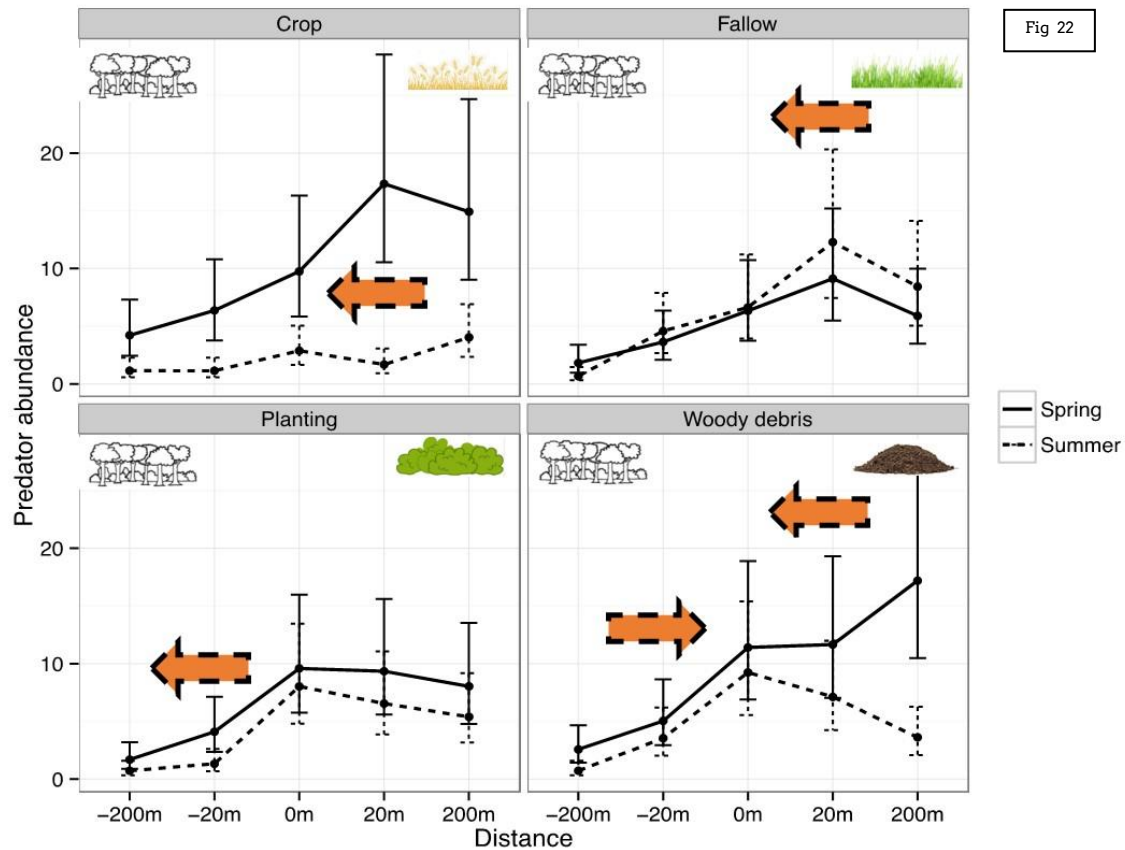 Crop
Fallow
Fig 22
20
10
0
Planting
Woody debris
Spring
Summer
Predator abundance
20
10
0
−200m −20m 0m 20m 200m
−200m −20m 0m 20m 200m
Distance